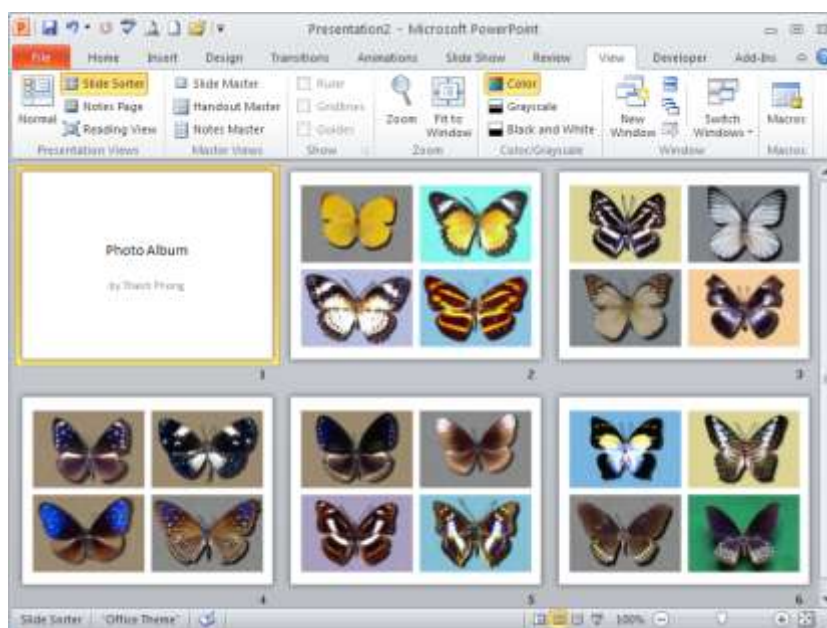 Presentation2 - Microsoft PowerPoint
File Home Insert Design Transitions Animations Slide Show Review View Developer Add-Ins
Normal
Slide Sorter
Notes Page
Reading View
Presentation Views
Slide Master
Handout Master
Notes Master
Master Views
Ruler
Gridlines
Guides
Show
Zoom
Fit to
Window
Zoom
Color
Grayscale
Black and White
Color/Grayscale
New
Window
Switch
Windows
Window
Macros
Macros
Photo Album
by Thanh Phong
1
2
3
4
5
6
Slide Sorter "Office Theme" 100%